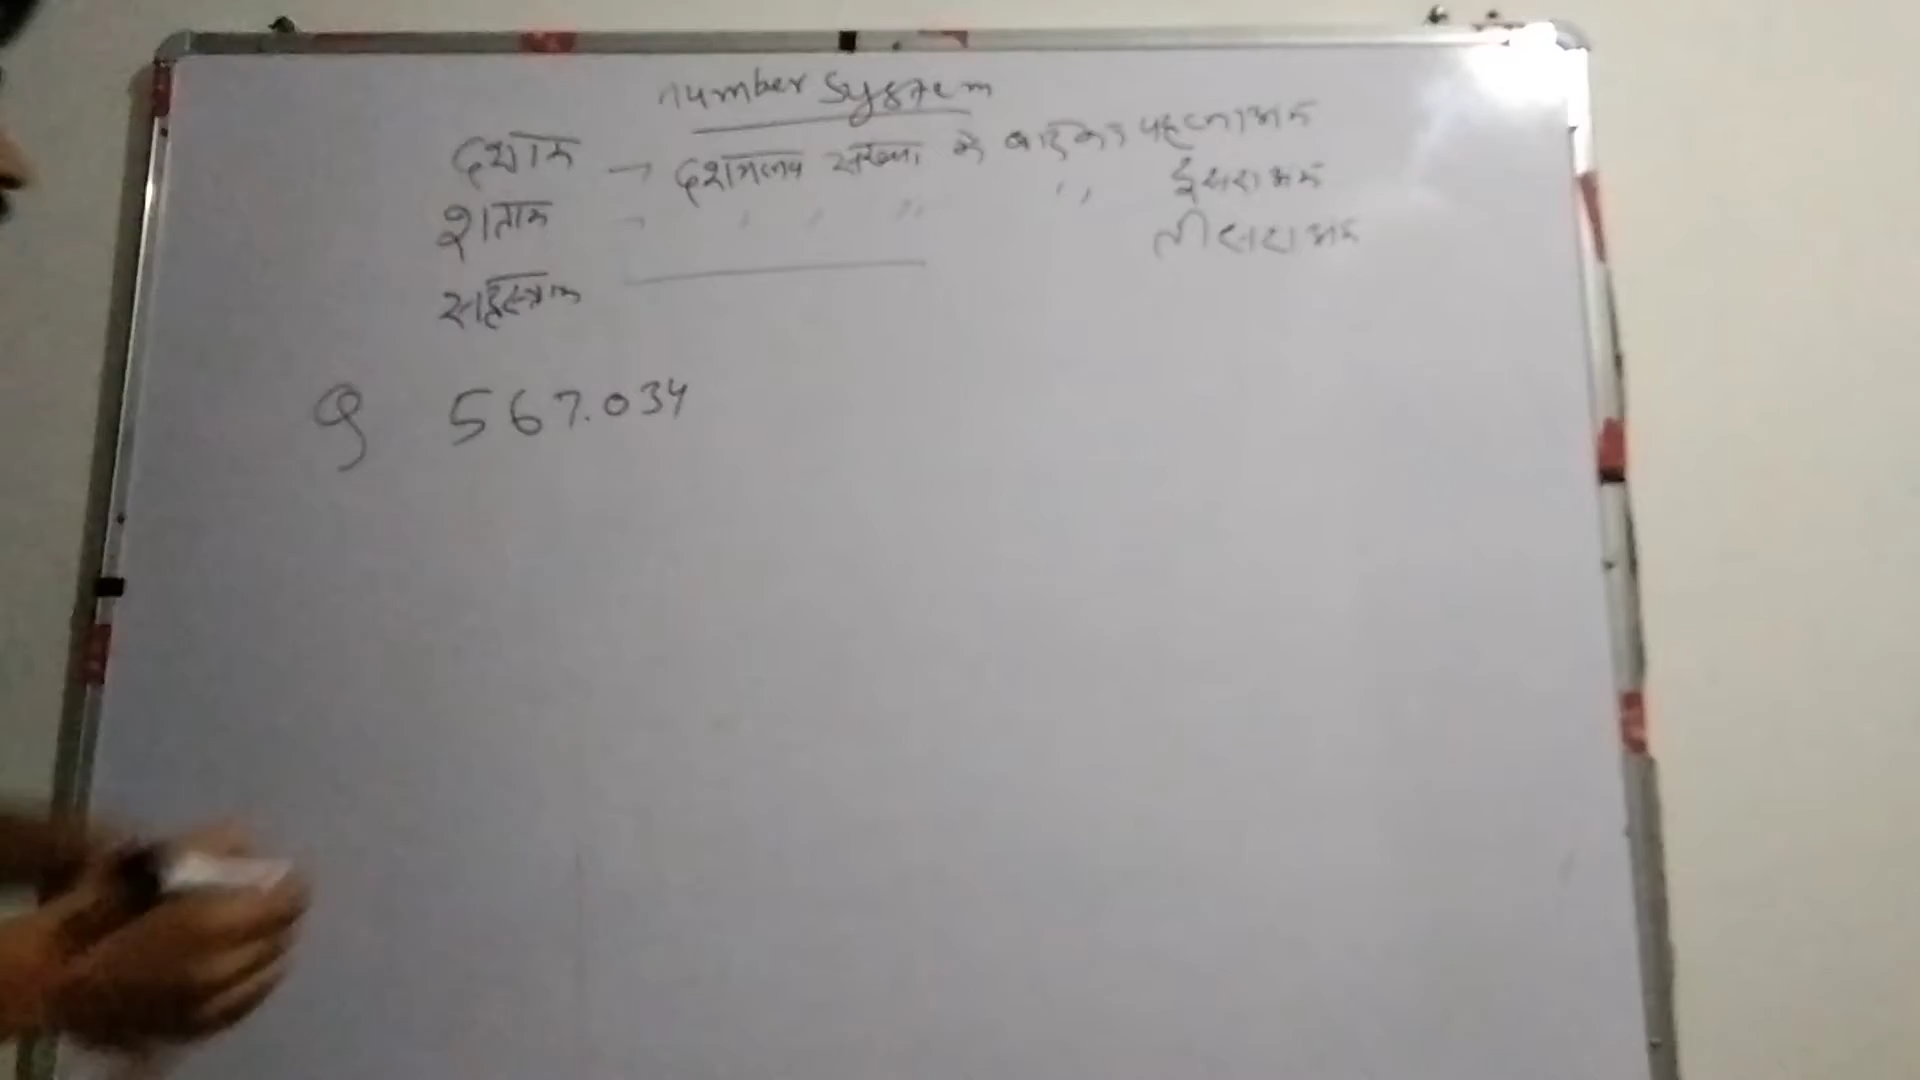 number system
दशांक → दशमलव संख्या के बाद का पहला अंक
शतांक " " " " दूसरा अंक
सहस्त्रांक ———— तीसरा अंक
Q 567.034